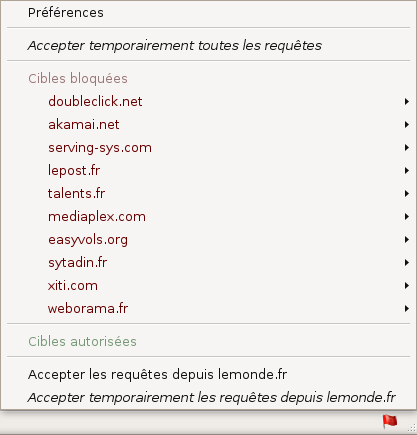 Préférences
Accepter temporairement toutes les requêtes
Cibles bloquées
doubleclick.net
akamai.net
serving-sys.com
lepost.fr
talents.fr
mediaplex.com
easyvols.org
sytadin.fr
xiti.com
weborama.fr
Cibles autorisées
Accepter les requêtes depuis lemonde.fr
Accepter temporairement les requêtes depuis lemonde.fr